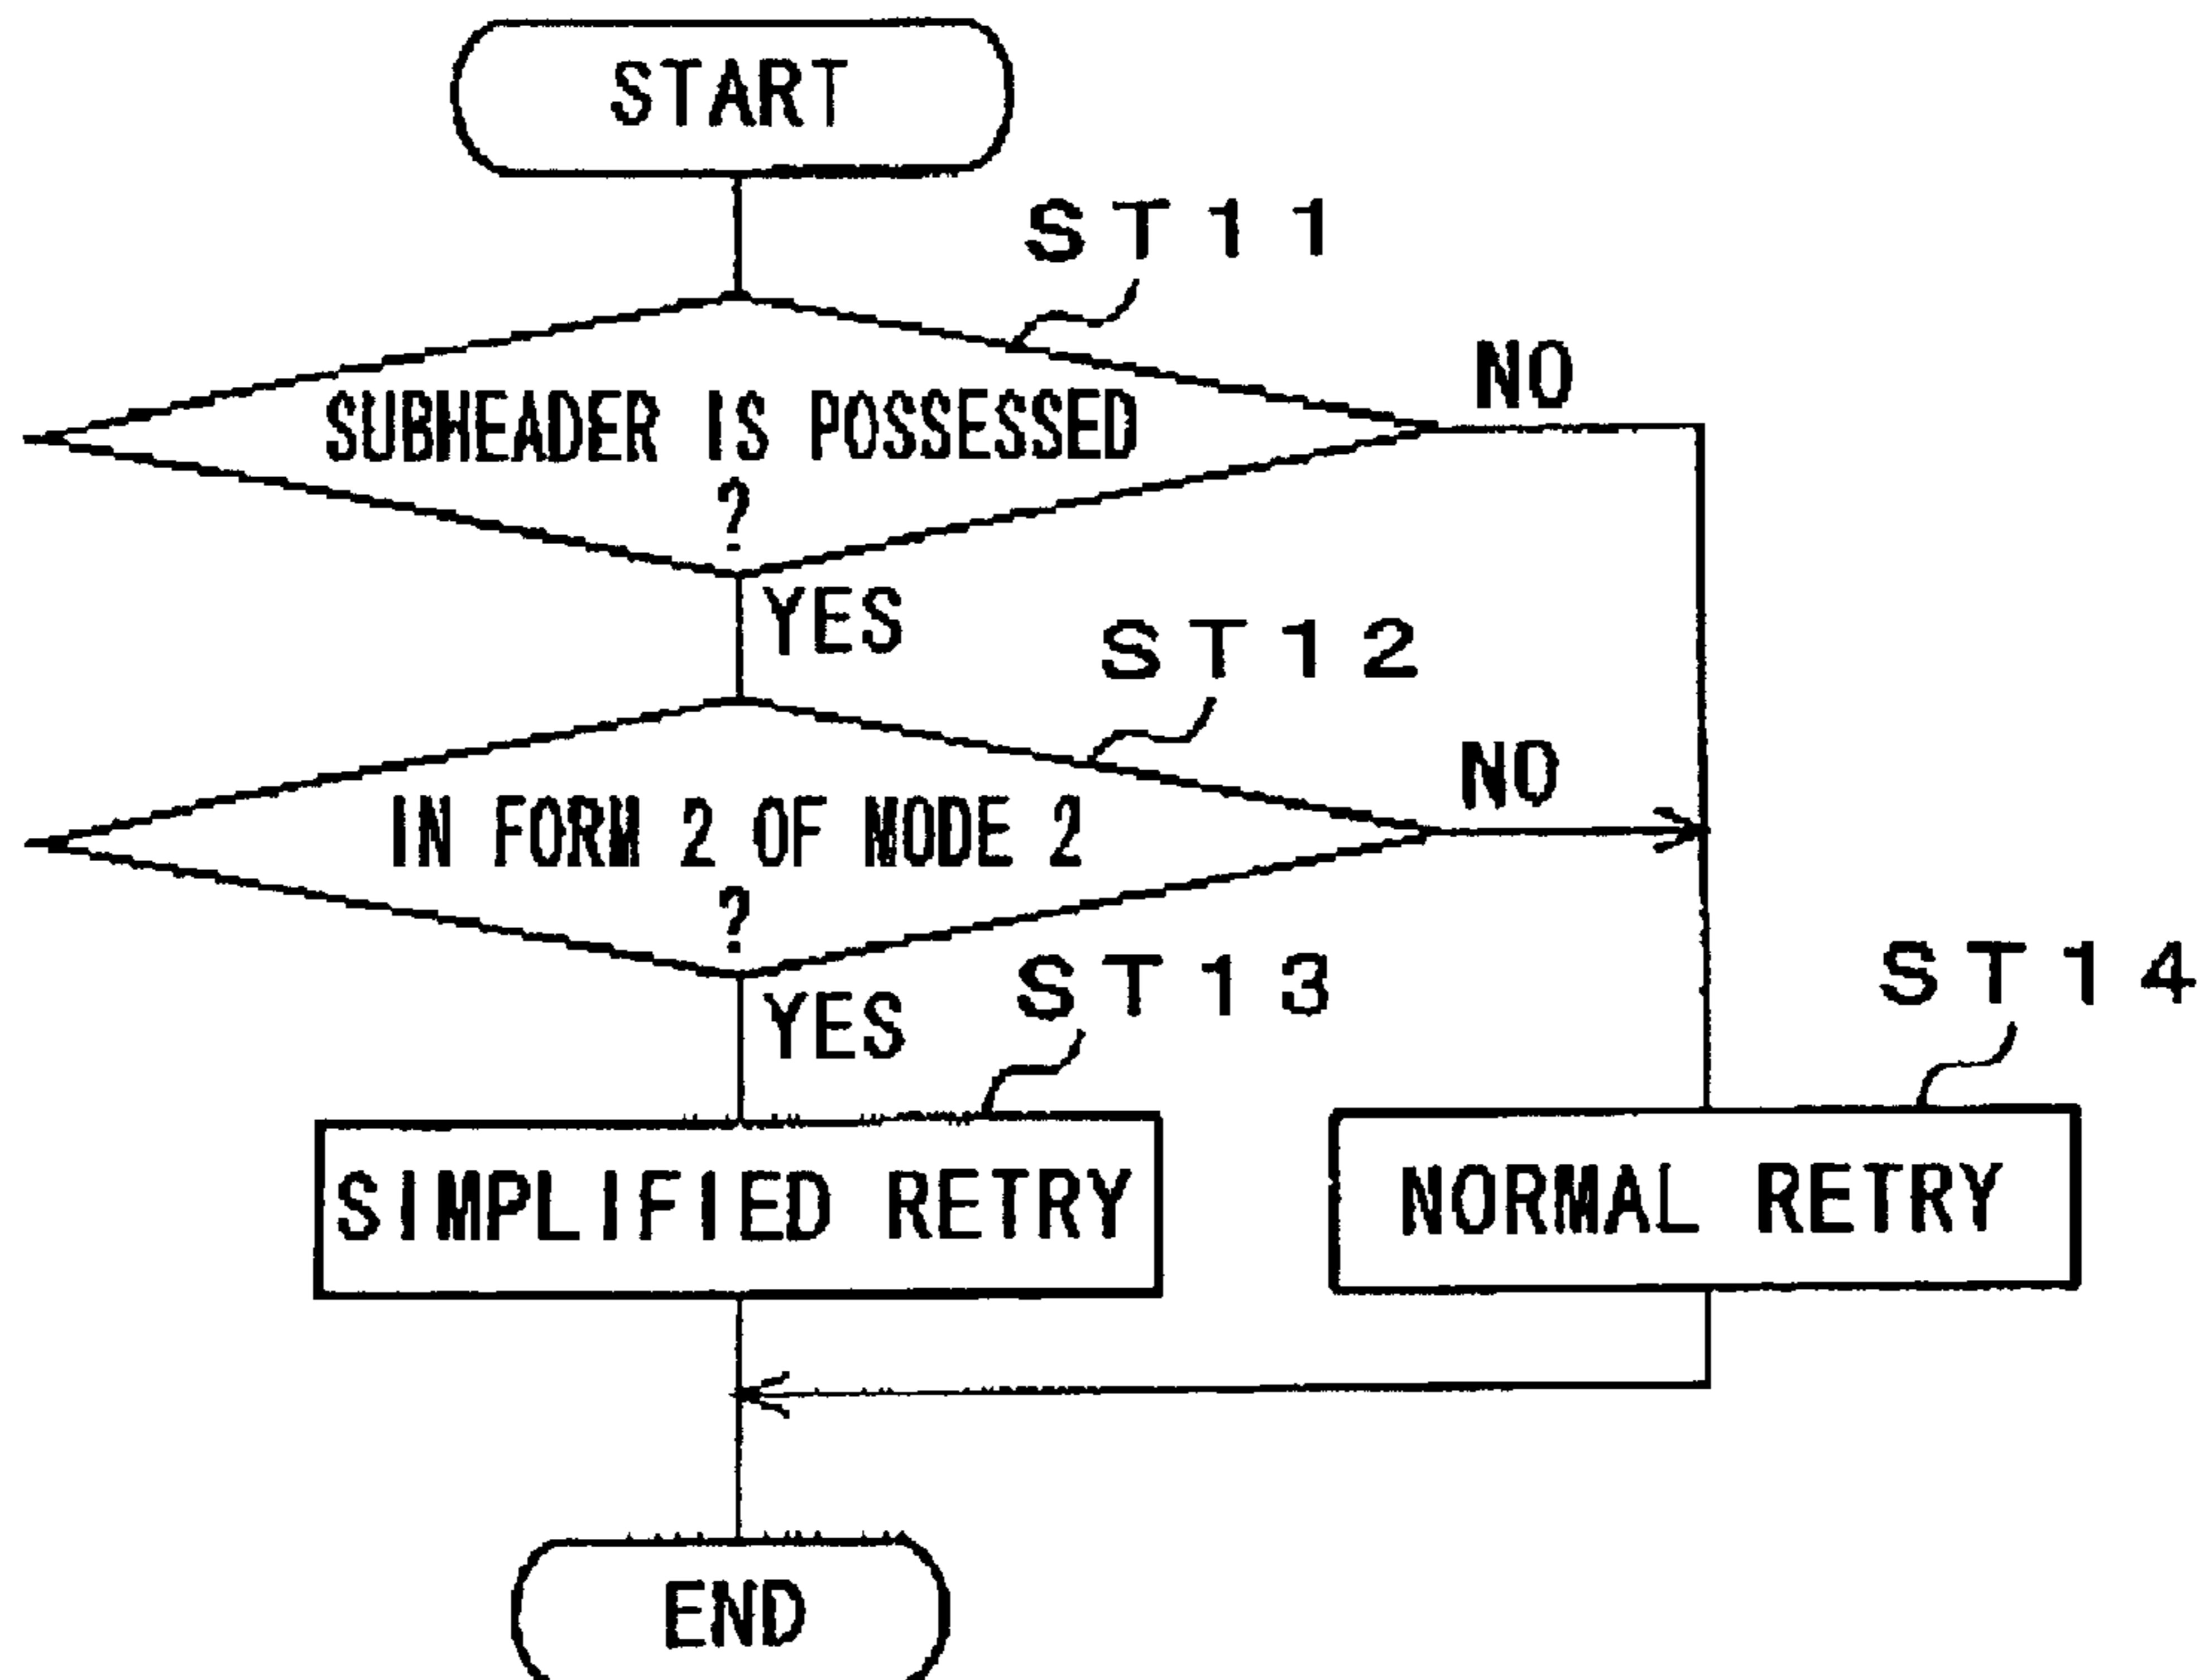 START
ST11
SUBHEADER IS POSSESSED
?
NO
YES
ST12
IN FORM 2 OF MODE 2
?
NO
YES
ST13
ST14
SIMPLIFIED RETRY
NORMAL RETRY
END